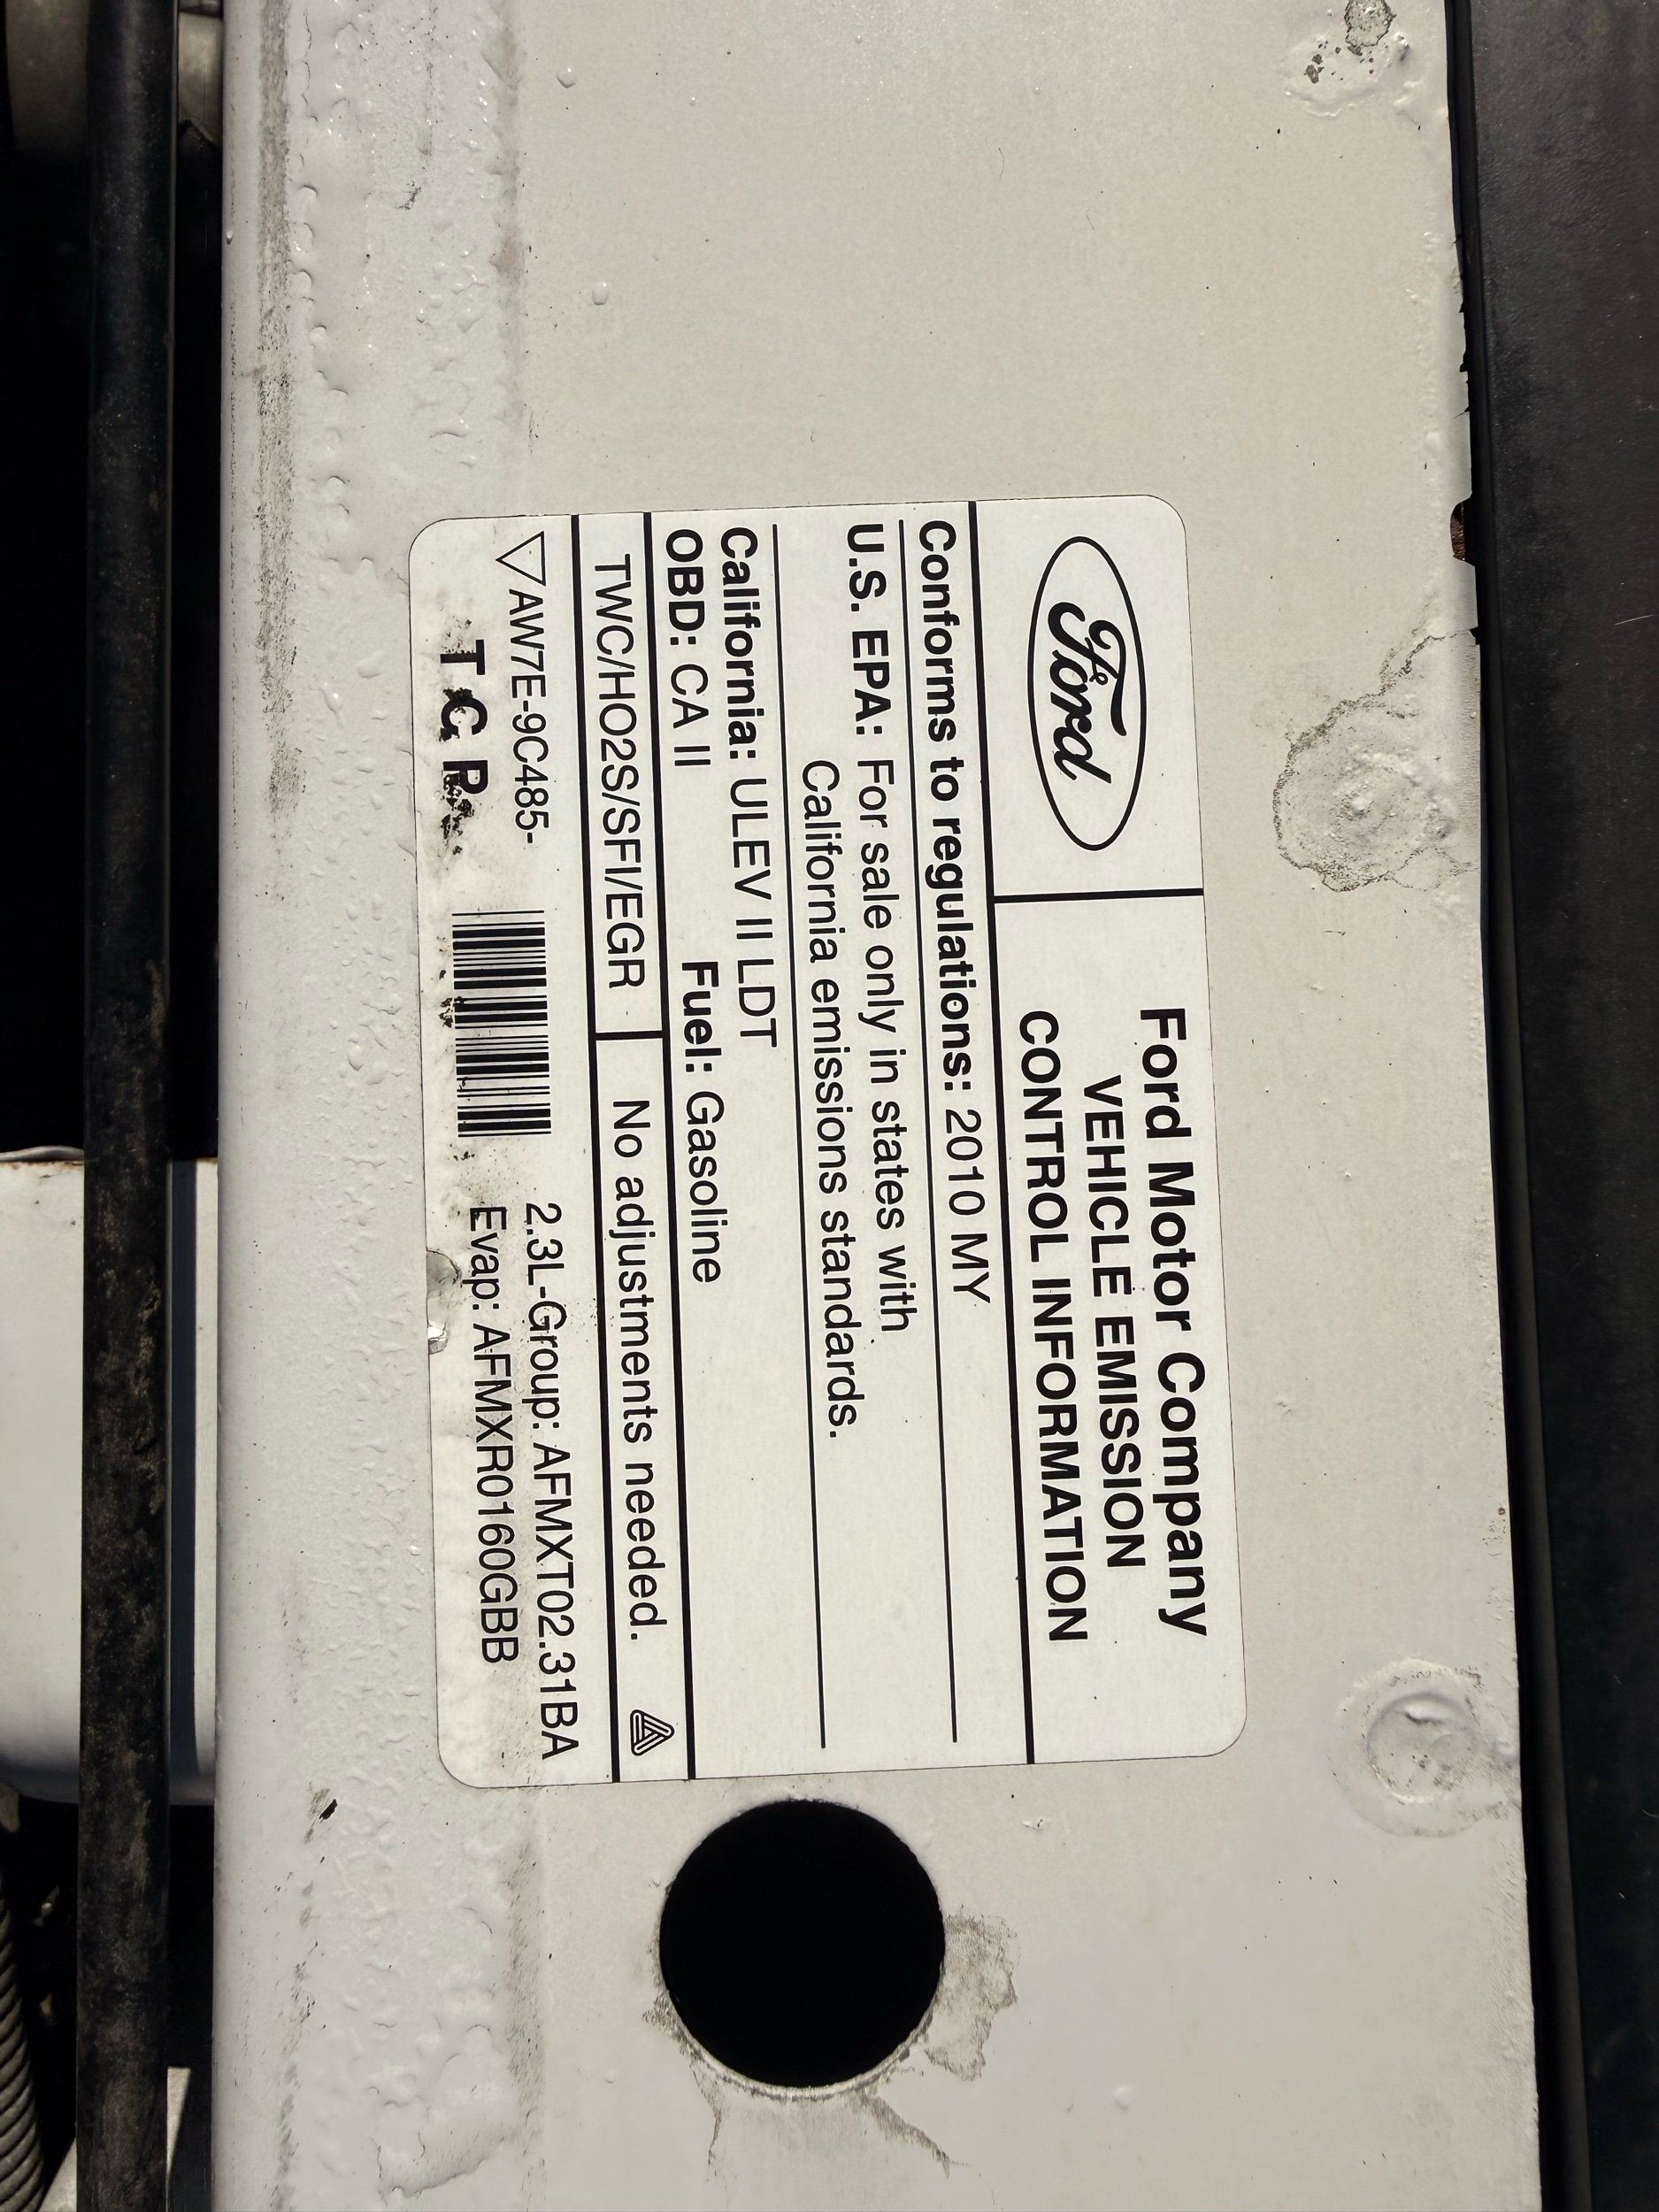 Ford
Ford Motor Company
VEHICLE EMISSION
CONTROL INFORMATION
Conforms to regulations: 2010 MY
U.S. EPA: For sale only in states with
California emissions standards.
California: ULEV II LDT
OBD: CA II Fuel: Gasoline
TWC/HO2S/SFI/EGR
No adjustments needed.
AW7E-9C485-
T C P
2.3L-Group: AFMXT02.31BA
Evap: AFMXR0160GBB